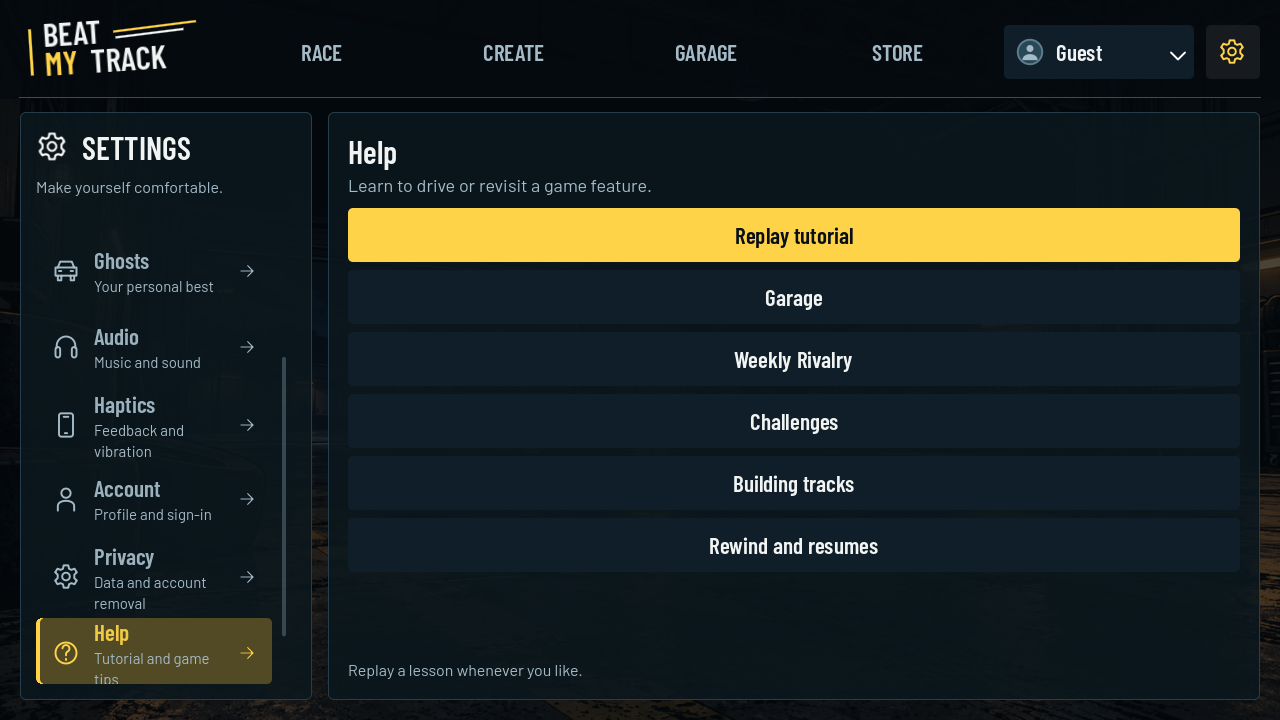 BEAT
MY TRACK
RACE
CREATE
GARAGE
STORE
Guest
SETTINGS
Make yourself comfortable.
Ghosts
Your personal best
Audio
Music and sound
Haptics
Feedback and
vibration
Account
Profile and sign-in
Privacy
Data and account
removal
Help
Tutorial and game
tips
Help
Learn to drive or revisit a game feature.
Replay tutorial
Garage
Weekly Rivalry
Challenges
Building tracks
Rewind and resumes
Replay a lesson whenever you like.